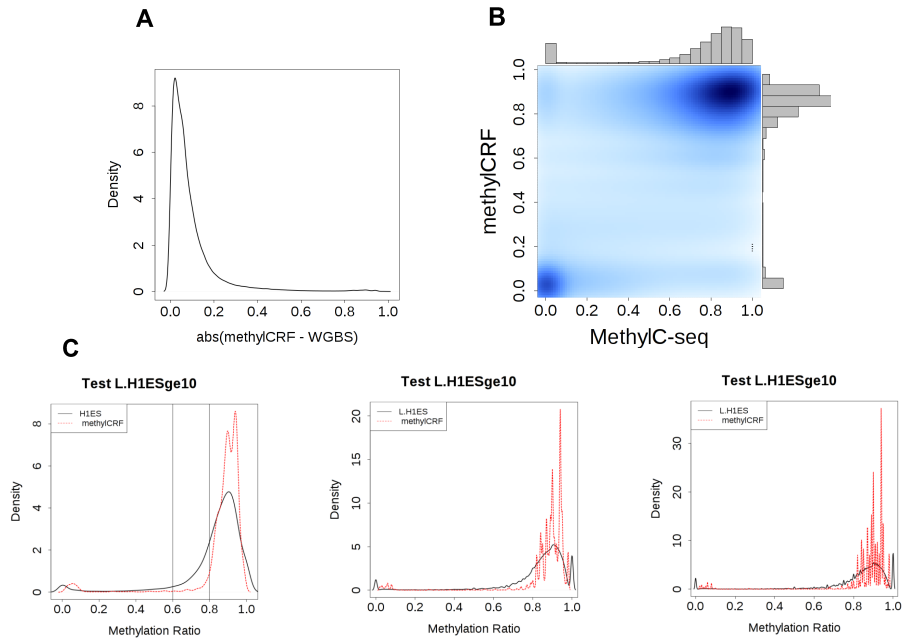 A
Density
0 2 4 6 8
0.0 0.2 0.4 0.6 0.8 1.0
abs(methylCRF - WGBS)
B
methylCRF
0.0 0.2 0.4 0.6 0.8 1.0
0.0 0.2 0.4 0.6 0.8 1.0
MethylC-seq
C
Test L.H1ESge10
H1ES
methylCRF
Density
0 2 4 6 8
0.0 0.2 0.4 0.6 0.8 1.0
Methylation Ratio
Test L.H1ESge10
L.H1ES
methylCRF
Density
0 5 10 15 20
0.0 0.2 0.4 0.6 0.8 1.0
Methylation Ratio
Test L.H1ESge10
L.H1ES
methylCRF
Density
0 10 20 30
0.0 0.2 0.4 0.6 0.8 1.0
Methylation Ratio